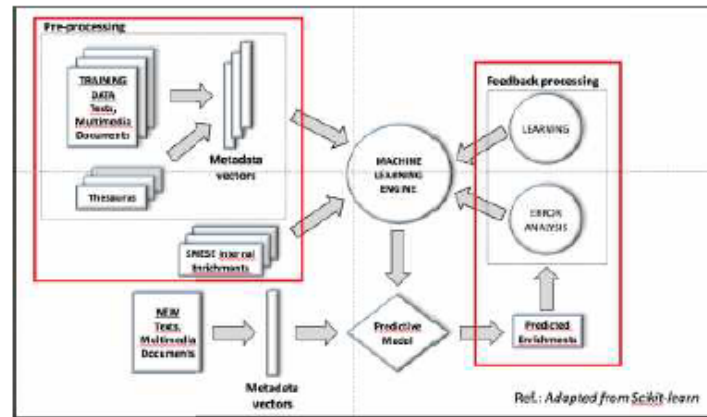 Pre-processing
TRAINING
DATA
Texts,
Multimedia
Documents
Metadata
vectors
Thesaurus
SMESE Internal
Enrichments
MACHINE
LEARNING
ENGINE
Feedback processing
LEARNING
ERROR
ANALYSIS
NEW
Texts,
Multimedia
Documents
Metadata
vectors
Predictive
Model
Predicted
Enrichments
Ref.: Adapted from Scikit-learn